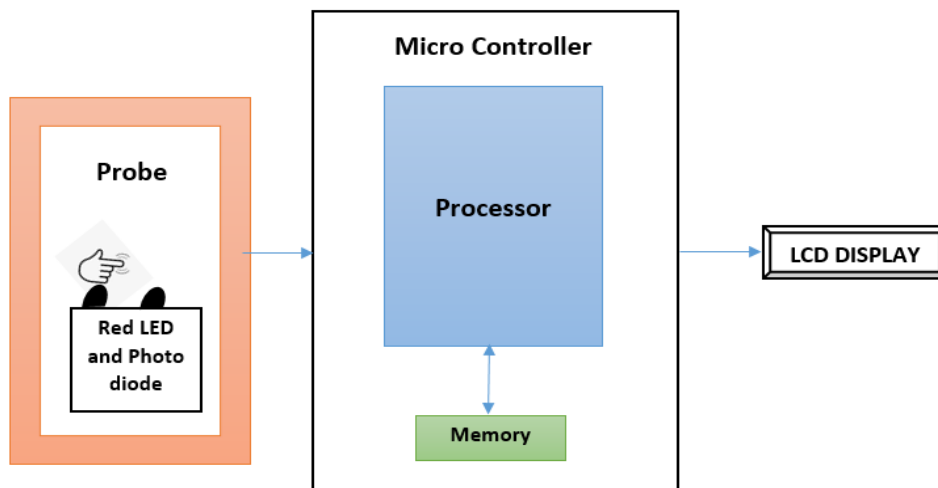 Micro Controller
Probe
Processor
Red LED
and Photo
diode
Memory
LCD DISPLAY